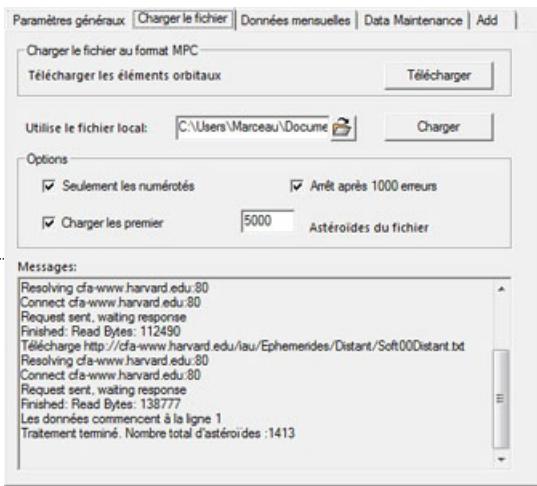 Paramètres généraux Charger le fichier Données mensuelles Data Maintenance Add
Charger le fichier au format MPC
Télécharger les éléments orbitaux Télécharger
Utilise le fichier local: C:\Users\Marceau\Docume Charger
Options
Seulement les numérotés Arrêt après 1000 erreurs
Charger les premier 5000 Astéroïdes du fichier
Messages:
Resolving cfa-www.harvard.edu:80
Connect cfa-www.harvard.edu:80
Request sent, waiting response
Finished: Read Bytes: 112490
Télécharge http://cfa-www.harvard.edu/iau/Ephemerides/Distant/Soft00Distant.txt
Resolving cfa-www.harvard.edu:80
Connect cfa-www.harvard.edu:80
Request sent, waiting response
Finished: Read Bytes: 138777
Les données commencent à la ligne 1
Traitement terminé. Nombre total d'astéroïdes :1413